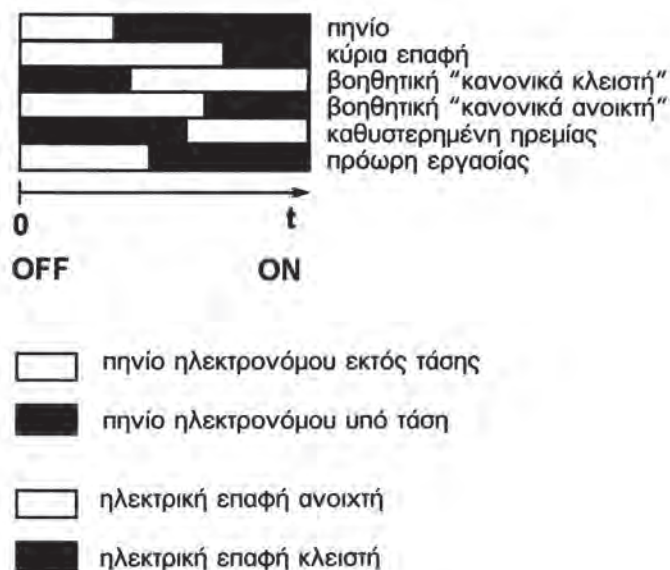 πηνίο
κύρια επαφή
βοηθητική “κανονικά κλειστή“
βοηθητική “κανονικά ανοικτή“
καθυστερημένη ηρεμίας
πρόωρη εργασίας
0 t
OFF ON
πηνίο ηλεκτρονόμου εκτός τάσης
πηνίο ηλεκτρονόμου υπό τάση
ηλεκτρική επαφή ανοιχτή
ηλεκτρική επαφή κλειστή